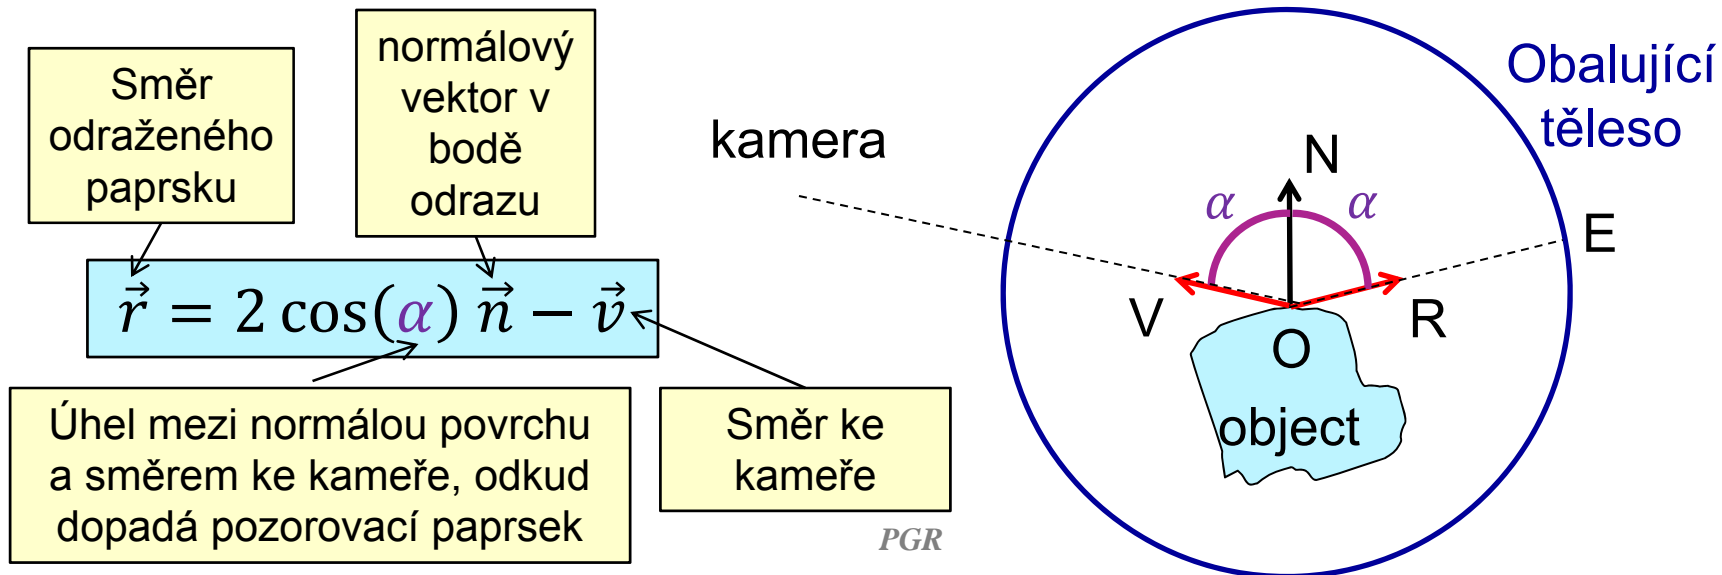 Směr
odraženého
paprsku
normálový
vektor v
bodě
odrazu
r⃗ = 2 cos(α) n⃗ − v⃗
Úhel mezi normálou povrchu
a směrem ke kameře, odkud
dopadá pozorovací paprsek
Směr ke
kameře
PGR
kamera
Obalující
těleso
N
α α
E
V
R
O
object